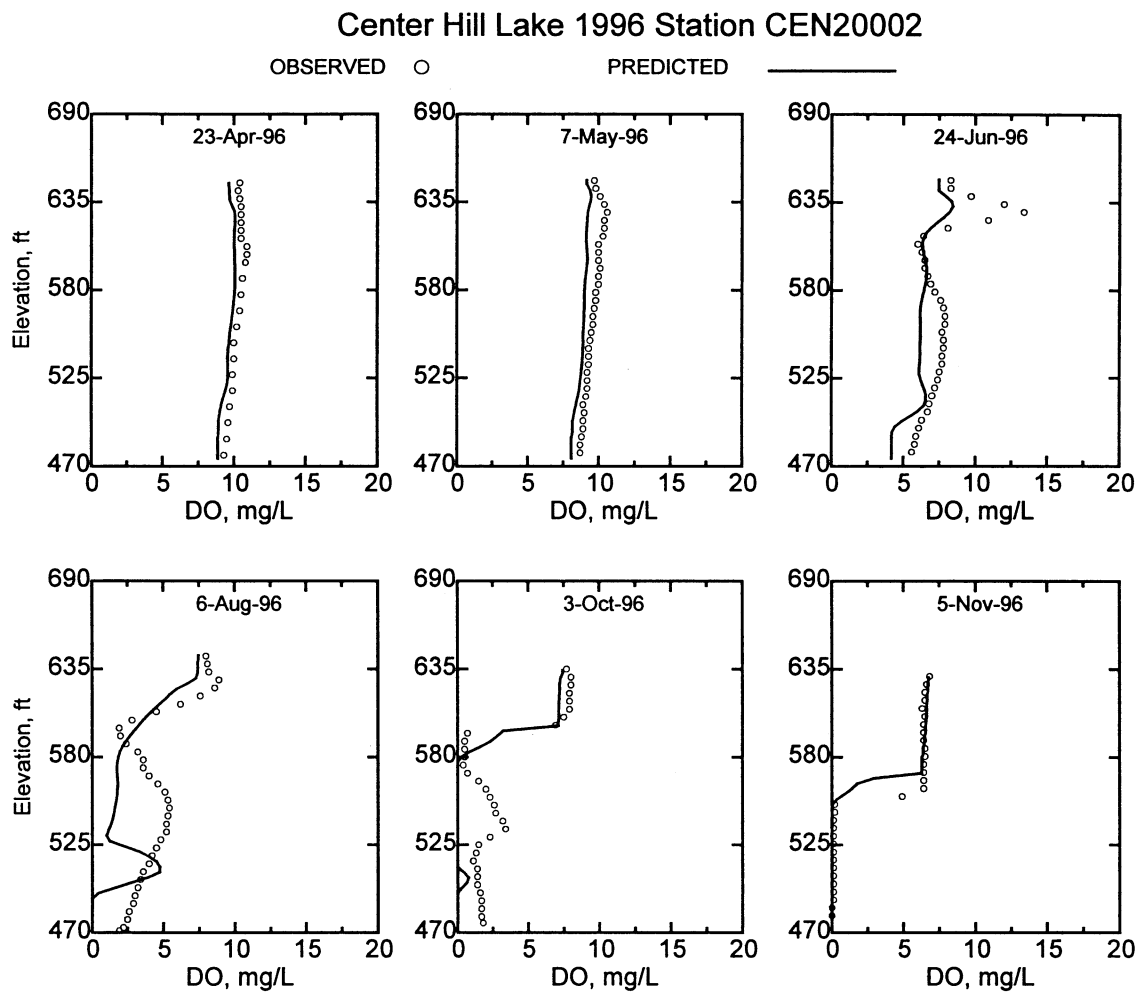 Center Hill Lake 1996 Station CEN20002
OBSERVED PREDICTED
23-Apr-96
7-May-96
24-Jun-96
690
635
580
525
470
Elevation, ft
0 5 10 15 20
DO, mg/L
690
635
580
525
470
0 5 10 15 20
DO, mg/L
690
635
580
525
470
0 5 10 15 20
DO, mg/L
6-Aug-96
3-Oct-96
5-Nov-96
690
635
580
525
470
Elevation, ft
0 5 10 15 20
DO, mg/L
690
635
580
525
470
0 5 10 15 20
DO, mg/L
690
635
580
525
470
0 5 10 15 20
DO, mg/L